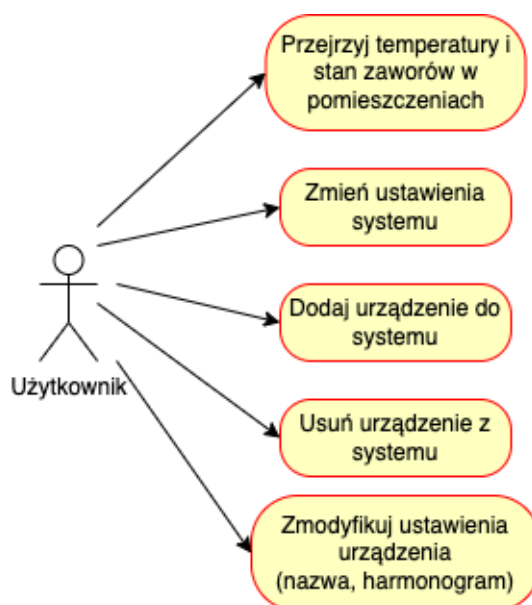 Przejrzyj temperatury i
stan zaworów w
pomieszczeniach
Zmień ustawienia
systemu
Dodaj urządzenie do
systemu
Użytkownik
Usuń urządzenie z
systemu
Zmodyfikuj ustawienia
urządzenia
(nazwa, harmonogram)